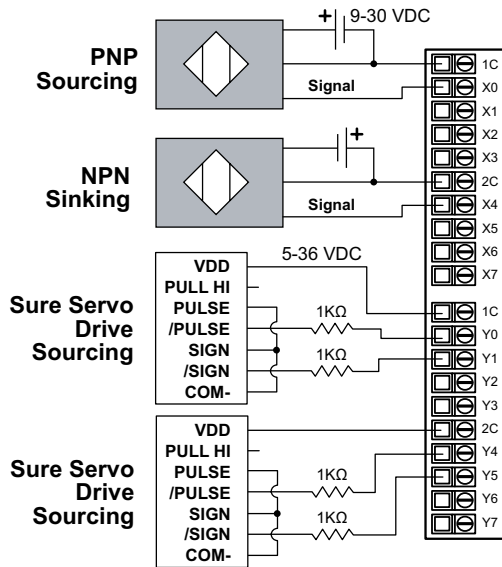 9-30 VDC
+
PNP
Sourcing
Signal
+
NPN
Sinking
Signal
5-36 VDC
Sure Servo
Drive
Sourcing
VDD
PULL HI
PULSE
/PULSE
SIGN
/SIGN
COM-
1KΩ
1KΩ
Sure Servo
Drive
Sourcing
VDD
PULL HI
PULSE
/PULSE
SIGN
/SIGN
COM-
1KΩ
1KΩ
1C
X0
X1
X2
X3
2C
X4
X5
X6
X7
1C
Y0
Y1
Y2
Y3
2C
Y4
Y5
Y6
Y7